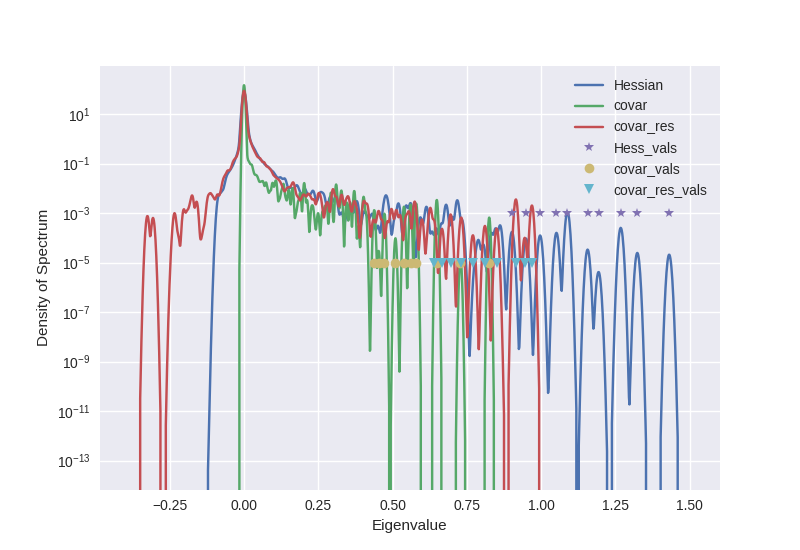 Hessian
covar
covar_res
Hess_vals
covar_vals
covar_res_vals
10¹
10⁻¹
10⁻³
10⁻⁵
10⁻⁷
10⁻⁹
10⁻¹¹
10⁻¹³
Density of Spectrum
−0.25 0.00 0.25 0.50 0.75 1.00 1.25 1.50
Eigenvalue